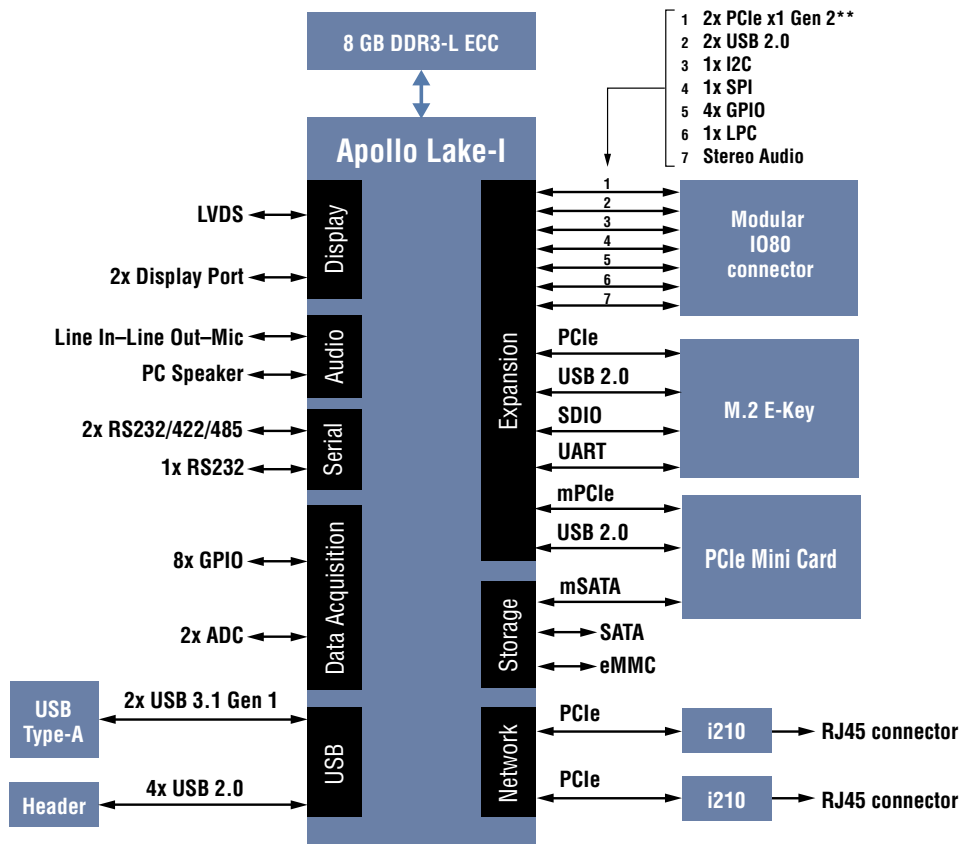 8 GB DDR3-L ECC
1 2x PCIe x1 Gen 2**
2 2x USB 2.0
3 1x I2C
4 1x SPI
5 4x GPIO
6 1x LPC
7 Stereo Audio
Apollo Lake-I
Display
LVDS
2x Display Port
Audio
Line In–Line Out–Mic
PC Speaker
Serial
2x RS232/422/485
1x RS232
Data Acquisition
8x GPIO
2x ADC
USB
USB
Type-A
2x USB 3.1 Gen 1
Header
4x USB 2.0
Expansion
1
2
3
4
5
6
7
Modular
IO80
connector
PCIe
USB 2.0
SDIO
UART
M.2 E-Key
mPCIe
USB 2.0
PCIe Mini Card
Storage
mSATA
SATA
eMMC
Network
PCIe
i210
RJ45 connector
PCIe
i210
RJ45 connector